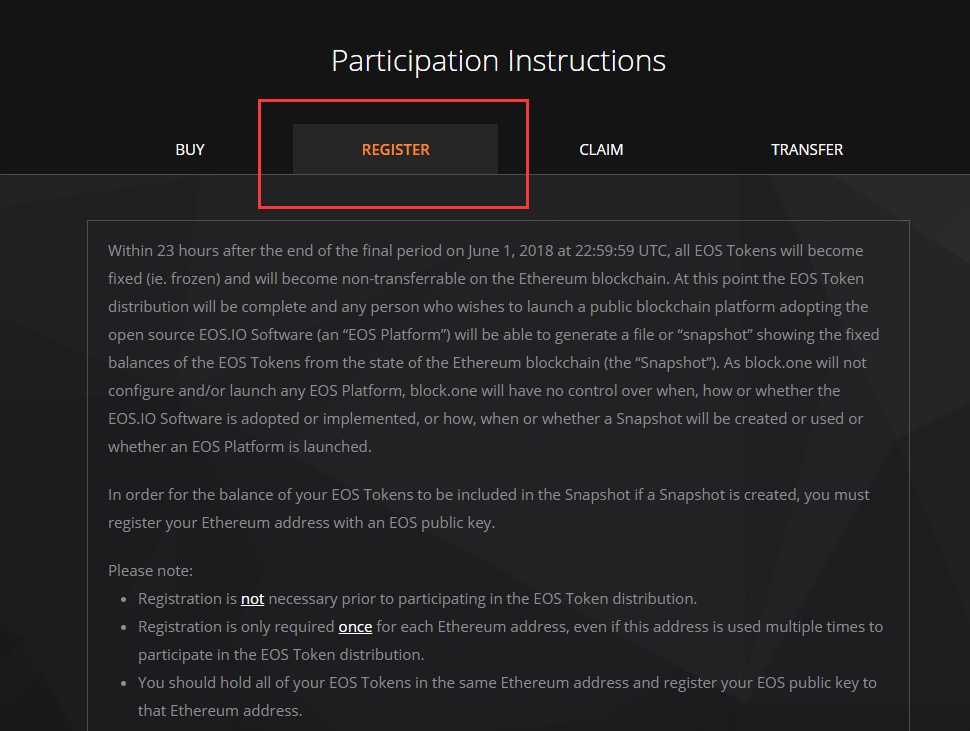 Participation Instructions
BUY
REGISTER
CLAIM
TRANSFER
Within 23 hours after the end of the final period on June 1, 2018 at 22:59:59 UTC, all EOS Tokens will become
fixed (ie. frozen) and will become non-transferrable on the Ethereum blockchain. At this point the EOS Token
distribution will be complete and any person who wishes to launch a public blockchain platform adopting the
open source EOS.IO Software (an “EOS Platform”) will be able to generate a file or “snapshot” showing the fixed
balances of the EOS Tokens from the state of the Ethereum blockchain (the “Snapshot”). As block.one will not
configure and/or launch any EOS Platform, block.one will have no control over when, how or whether the
EOS.IO Software is adopted or implemented, or how, when or whether a Snapshot will be created or used or
whether an EOS Platform is launched.
In order for the balance of your EOS Tokens to be included in the Snapshot if a Snapshot is created, you must
register your Ethereum address with an EOS public key.
Please note:
• Registration is not necessary prior to participating in the EOS Token distribution.
• Registration is only required once for each Ethereum address, even if this address is used multiple times to
participate in the EOS Token distribution.
• You should hold all of your EOS Tokens in the same Ethereum address and register your EOS public key to
that Ethereum address.